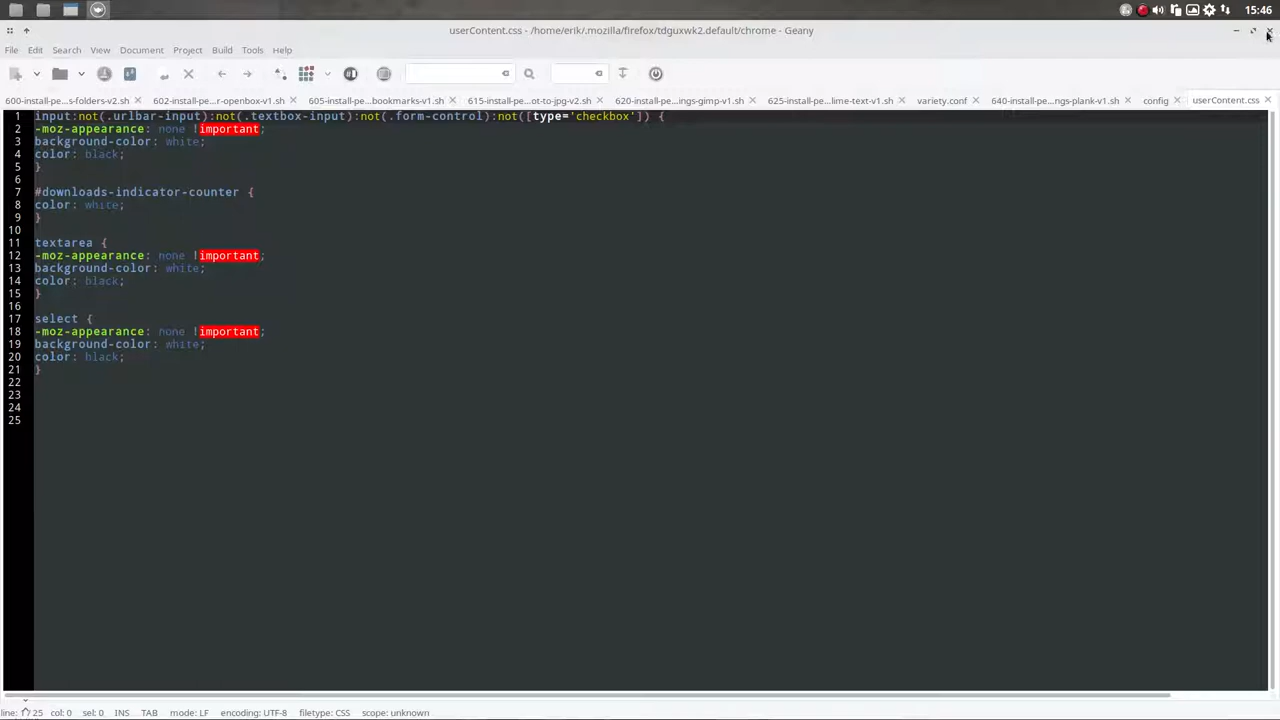 15:46
userContent.css - /home/erik/.mozilla/firefox/tdguxwk2.default/chrome - Geany
File Edit Search View Document Project Build Tools Help
600-install-pe...s-folders-v2.sh 602-install-pe...r-openbox-v1.sh 605-install-pe...bookmarks-v1.sh 615-install-pe...ot-to-jpg-v2.sh 620-install-pe...ings-gimp-v1.sh 625-install-pe...lime-text-v1.sh variety.conf 640-install-pe...ngs-plank-v1.sh config userContent.css
1 input:not(.urlbar-input):not(.textbox-input):not(.form-control):not([type='checkbox']) {
2 -moz-appearance: none !important;
3 background-color: white;
4 color: black;
5 }
6
7 #downloads-indicator-counter {
8 color: white;
9 }
10
11 textarea {
12 -moz-appearance: none !important;
13 background-color: white;
14 color: black;
15 }
16
17 select {
18 -moz-appearance: none !important;
19 background-color: white;
20 color: black;
21 }
22
23
24
25
line: / 25 col: 0 sel: 0 INS TAB mode: LF encoding: UTF-8 filetype: CSS scope: unknown